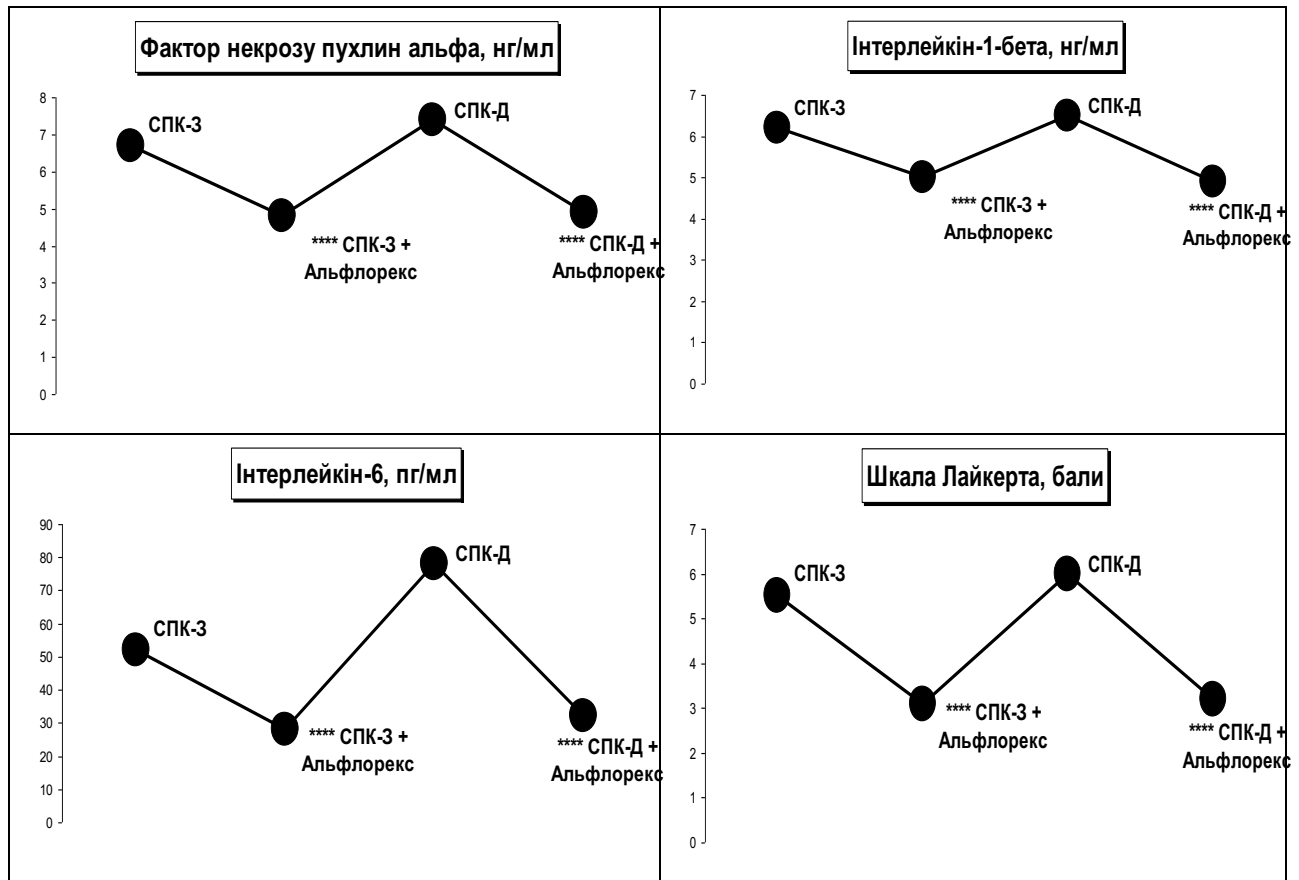 Фактор некрозу пухлин альфа, нг/мл
8
7
6
5
4
3
2
1
0
СПК-З
**** СПК-З +
Альфлорекс
СПК-Д
**** СПК-Д +
Альфлорекс
Інтерлейкін-1-бета, нг/мл
7
6
5
4
3
2
1
0
СПК-З
**** СПК-З +
Альфлорекс
СПК-Д
**** СПК-Д +
Альфлорекс
Інтерлейкін-6, пг/мл
90
80
70
60
50
40
30
20
10
0
СПК-З
**** СПК-З +
Альфлорекс
СПК-Д
**** СПК-Д +
Альфлорекс
Шкала Лайкерта, бали
7
6
5
4
3
2
1
0
СПК-З
**** СПК-З +
Альфлорекс
СПК-Д
**** СПК-Д +
Альфлорекс